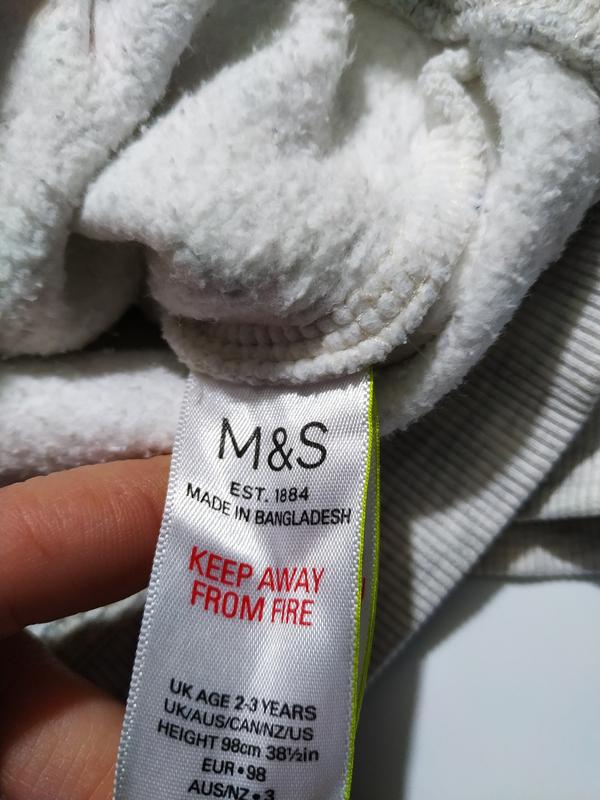 M&S
EST. 1884
MADE IN BANGLADESH
KEEP AWAY
FROM FIRE
UK AGE 2-3 YEARS
UK/AUS/CAN/NZ/US
HEIGHT 98cm 38½in
EUR•98
AUS/NZ•3